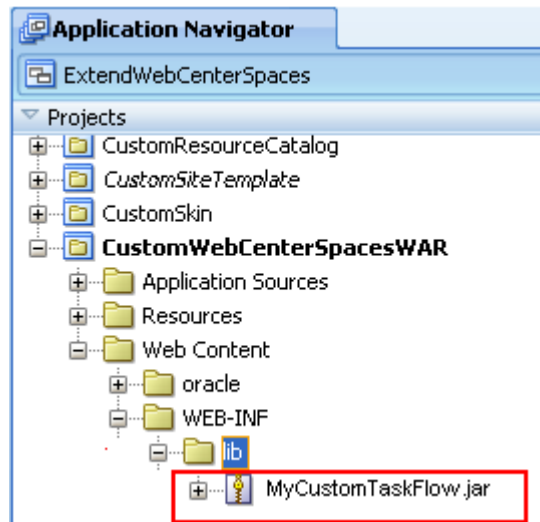 Application Navigator
ExtendWebCenterSpaces
Projects
CustomResourceCatalog
CustomSiteTemplate
CustomSkin
CustomWebCenterSpacesWAR
Application Sources
Resources
Web Content
oracle
WEB-INF
lib
MyCustomTaskFlow.jar